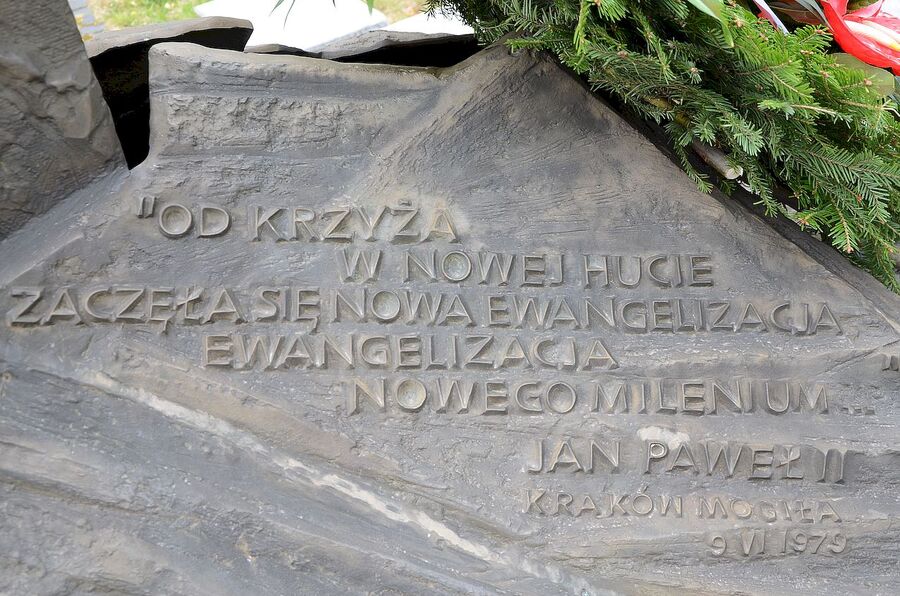 "OD KRZYŻA
W NOWEJ HUCIE
ZACZĘŁA SIĘ NOWA EWANGELIZACJA
EWANGELIZACJA
NOWEGO MILENIUM..."
JAN PAWEŁ II
KRAKÓW MOGIŁA
9 VI 1979